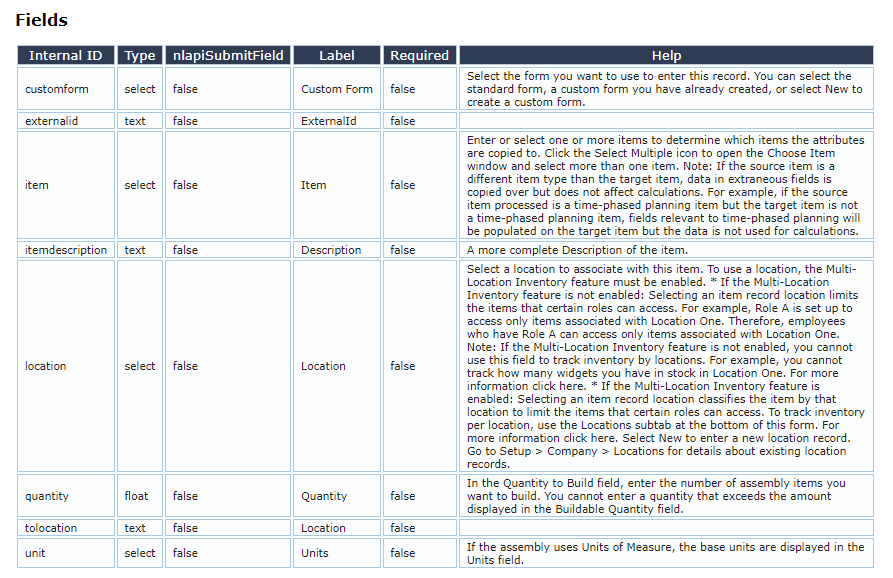 Fields
Internal ID Type nlapiSubmitField Label Required Help
customform select false Custom Form false Select the form you want to use to enter this record. You can select the
standard form, a custom form you have already created, or select New to
create a custom form.
externalid text false ExternalId false
item select false Item false Enter or select one or more items to determine which items the attributes
are copied to. Click the Select Multiple icon to open the Choose Item
window and select more than one item. Note: If the source item is a
different item type than the target item, data in extraneous fields is
copied over but does not affect calculations. For example, if the source
item processed is a time-phased planning item but the target item is not
a time-phased planning item, fields relevant to time-phased planning will
be populated on the target item but the data is not used for calculations.
itemdescription text false Description false A more complete Description of the item.
location select false Location false Select a location to associate with this item. To use a location, the Multi-
Location Inventory feature must be enabled. * If the Multi-Location
Inventory feature is not enabled: Selecting an item record location limits
the items that certain roles can access. For example, Role A is set up to
access only items associated with Location One. Therefore, employees
who have Role A can access only items associated with Location One.
Note: If the Multi-Location Inventory feature is not enabled, you cannot
use this field to track inventory by locations. For example, you cannot
track how many widgets you have in stock in Location One. For more
information click here. * If the Multi-Location Inventory feature is
enabled: Selecting an item record location classifies the item by that
location to limit the items that certain roles can access. To track inventory
per location, use the Locations subtab at the bottom of this form. For
more information click here. Select New to enter a new location record.
Go to Setup > Company > Locations for details about existing location
records.
quantity float false Quantity false In the Quantity to Build field, enter the number of assembly items you
want to build. You cannot enter a quantity that exceeds the amount
displayed in the Buildable Quantity field.
tolocation text false Location false
unit select false Units false If the assembly uses Units of Measure, the base units are displayed in the
Units field.